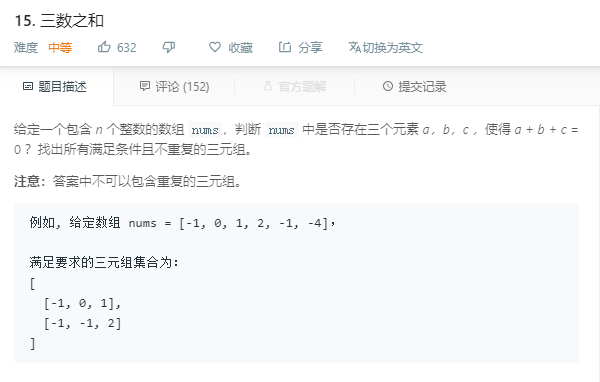 15. 三数之和
难度 中等 632 收藏 分享 切换为英文
题目描述 评论 (152) 官方题解 提交记录
给定一个包含 n 个整数的数组 nums，判断 nums 中是否存在三个元素 a，b，c ，使得 a + b + c =
0 ？找出所有满足条件且不重复的三元组。
注意：答案中不可以包含重复的三元组。
例如, 给定数组 nums = [-1, 0, 1, 2, -1, -4]，
满足要求的三元组集合为：
[
[-1, 0, 1],
[-1, -1, 2]
]